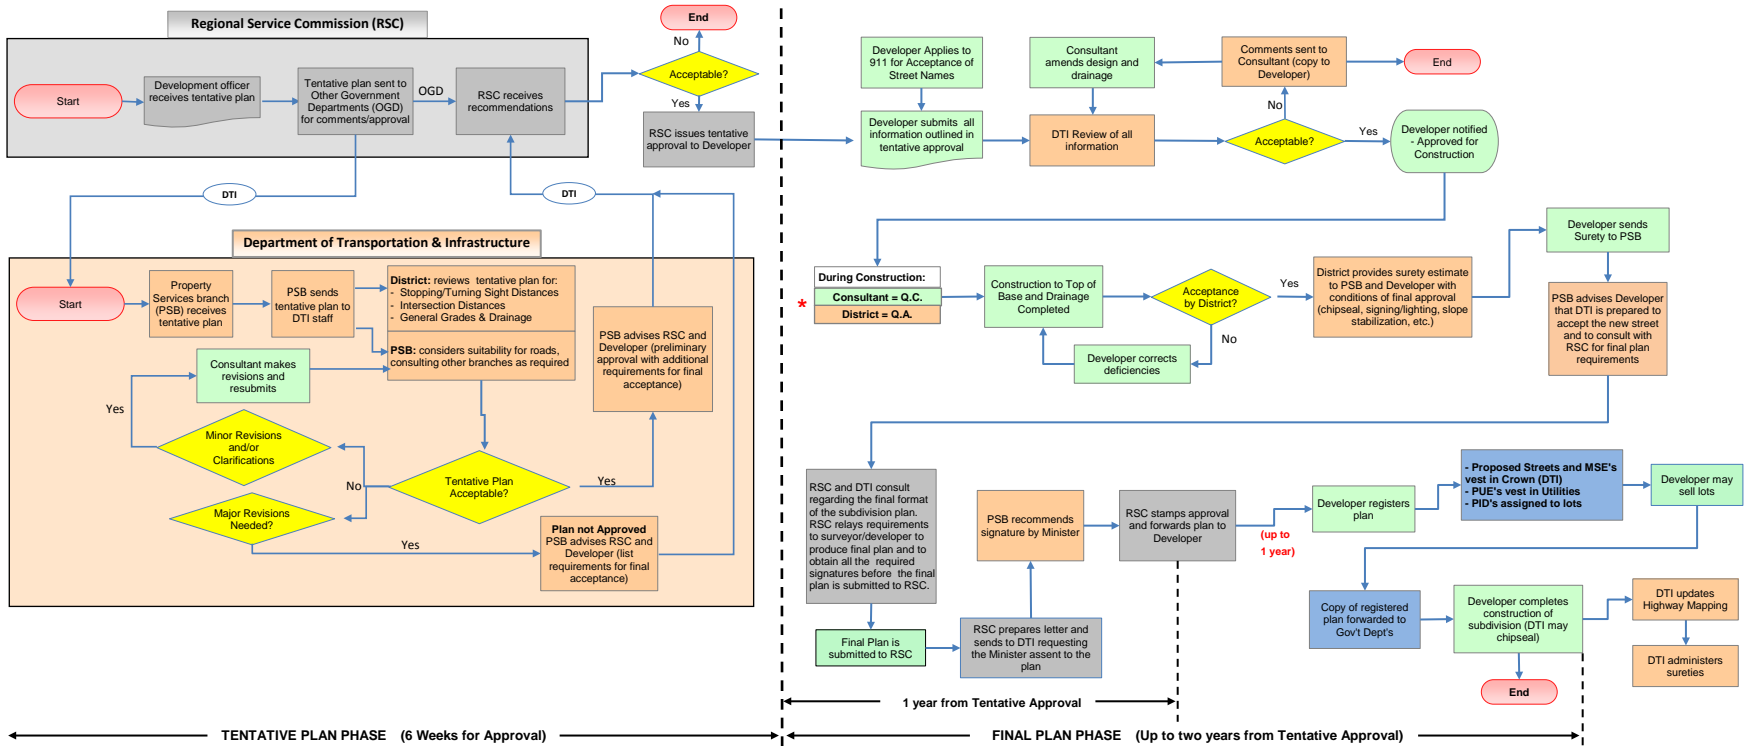 Regional Service Commission (RSC)
Start
Development officer
receives tentative plan
Tentative plan sent to
Other Government
Departments (OGD)
for comments/approval
OGD
RSC receives
recommendations
End
No
Acceptable?
Yes
RSC issues tentative
approval to Developer
DTI
DTI
Department of Transportation & Infrastructure
Start
Property
Services branch
(PSB) receives
tentative plan
PSB sends
tentative plan to
DTI staff
District: reviews tentative plan for:
- Stopping/Turning Sight Distances
- Intersection Distances
- General Grades & Drainage
PSB: considers suitability for roads,
consulting other branches as required
PSB advises RSC and
Developer (preliminary
approval with additional
requirements for final
acceptance)
Consultant makes
revisions and
resubmits
Yes
Minor Revisions
and/or
Clarifications
No
Tentative Plan
Acceptable?
Yes
Major Revisions
Needed?
Yes
Plan not Approved
PSB advises RSC and
Developer (list
requirements for final
acceptance)
Developer Applies to
911 for Acceptance of
Street Names
Consultant
amends design and
drainage
Comments sent to
Consultant (copy to
Developer)
End
No
Developer submits all
information outlined in
tentative approval
DTI Review of all
information
Acceptable?
Yes
Developer notified
- Approved for
Construction
During Construction:
Consultant = Q.C.
* District = Q.A.
Construction to Top of
Base and Drainage
Completed
Acceptance
by District?
Yes
No
Developer corrects
deficiencies
District provides surety estimate
to PSB and Developer with
conditions of final approval
(chipseal, signing/lighting, slope
stabilization, etc.)
Developer sends
Surety to PSB
PSB advises Developer
that DTI is prepared to
accept the new street
and to consult with
RSC for final plan
requirements
RSC and DTI consult
regarding the final format
of the subdivision plan.
RSC relays requirements
to surveyor/developer to
produce final plan and to
obtain all the required
signatures before the final
plan is submitted to RSC.
Final Plan is
submitted to RSC
RSC prepares letter and
sends to DTI requesting
the Minister assent to the
plan
PSB recommends
signature by Minister
RSC stamps approval
and forwards plan to
Developer
(up to
1 year)
Developer registers
plan
- Proposed Streets and MSE's
vest in Crown (DTI)
- PUE's vest in Utilities
- PID's assigned to lots
Developer may
sell lots
Copy of registered
plan forwarded to
Gov't Dept's
Developer completes
construction of
subdivision (DTI may
chipseal)
DTI updates
Highway Mapping
DTI administers
sureties
End
1 year from Tentative Approval
TENTATIVE PLAN PHASE (6 Weeks for Approval)
FINAL PLAN PHASE (Up to two years from Tentative Approval)